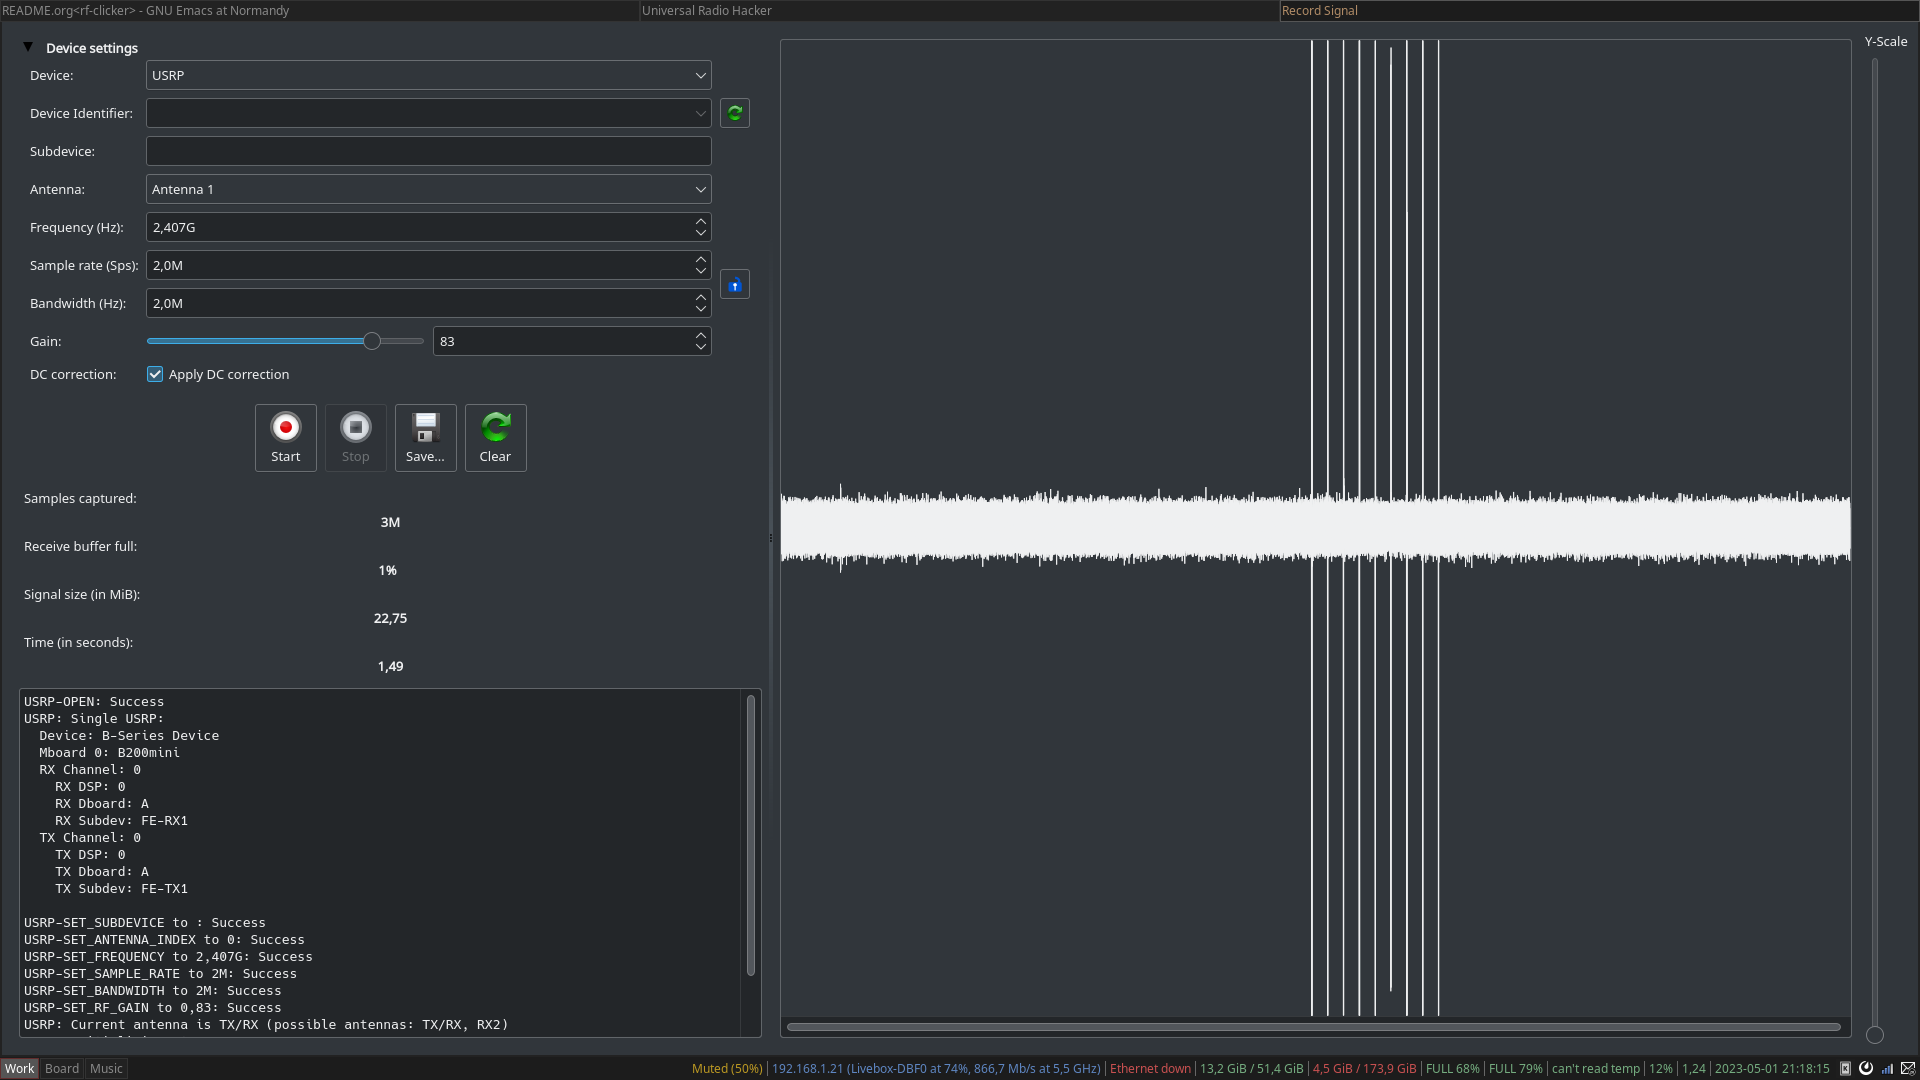 README.org<rf-clicker> - GNU Emacs at Normandy
Universal Radio Hacker
Record Signal
Device settings
Device:
USRP
Device Identifier:
Subdevice:
Antenna:
Antenna 1
Frequency (Hz):
2,407G
Sample rate (Sps):
2,0M
Bandwidth (Hz):
2,0M
Gain:
83
DC correction:
Apply DC correction
Start
Stop
Save...
Clear
Samples captured:
3M
Receive buffer full:
1%
Signal size (in MiB):
22,75
Time (in seconds):
1,49
USRP-OPEN: Success
USRP: Single USRP:
Device: B-Series Device
Mboard 0: B200mini
RX Channel: 0
RX DSP: 0
RX Dboard: A
RX Subdev: FE-RX1
TX Channel: 0
TX DSP: 0
TX Dboard: A
TX Subdev: FE-TX1
USRP-SET_SUBDEVICE to : Success
USRP-SET_ANTENNA_INDEX to 0: Success
USRP-SET_FREQUENCY to 2,407G: Success
USRP-SET_SAMPLE_RATE to 2M: Success
USRP-SET_BANDWIDTH to 2M: Success
USRP-SET_RF_GAIN to 0,83: Success
USRP: Current antenna is TX/RX (possible antennas: TX/RX, RX2)
Y-Scale
Work
Board
Music
Muted (50%)
192.168.1.21 (Livebox-DBF0 at 74%, 866,7 Mb/s at 5,5 GHz)
Ethernet down
13,2 GiB / 51,4 GiB
4,5 GiB / 173,9 GiB
FULL 68%
FULL 79%
can't read temp
12%
1,24
2023-05-01 21:18:15